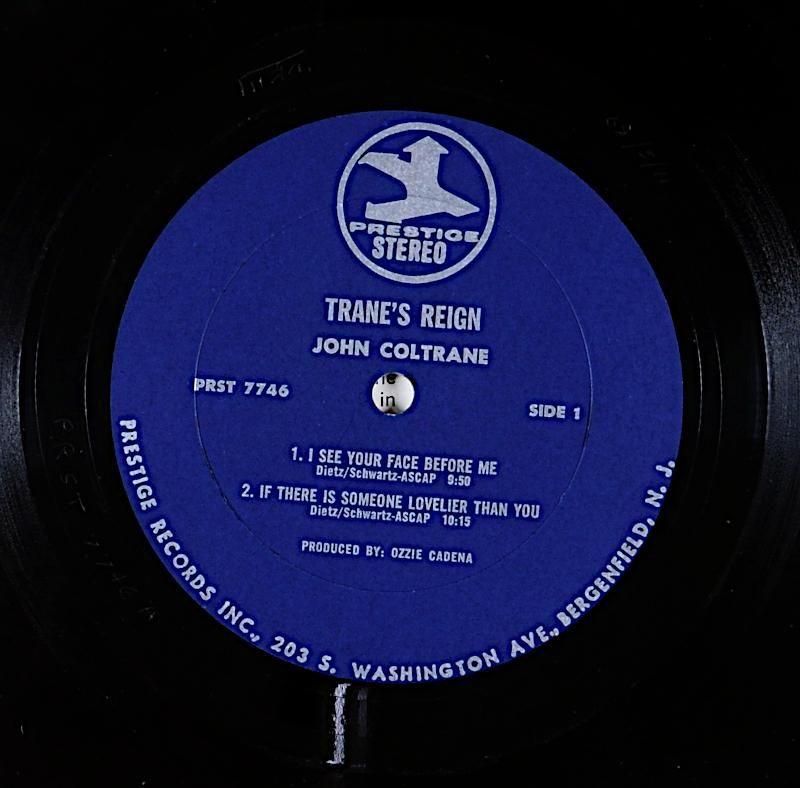 PRESTIGE
STEREO
TRANE'S REIGN
JOHN COLTRANE
PRST 7746
in
SIDE 1
1. I SEE YOUR FACE BEFORE ME
Dietz/Schwartz-ASCAP 9:50
2. IF THERE IS SOMEONE LOVELIER THAN YOU
Dietz/Schwartz-ASCAP 10:15
PRODUCED BY: OZZIE CADENA
PRESTIGE RECORDS INC., 203 S. WASHINGTON AVE., BERGENFIELD, N. J.